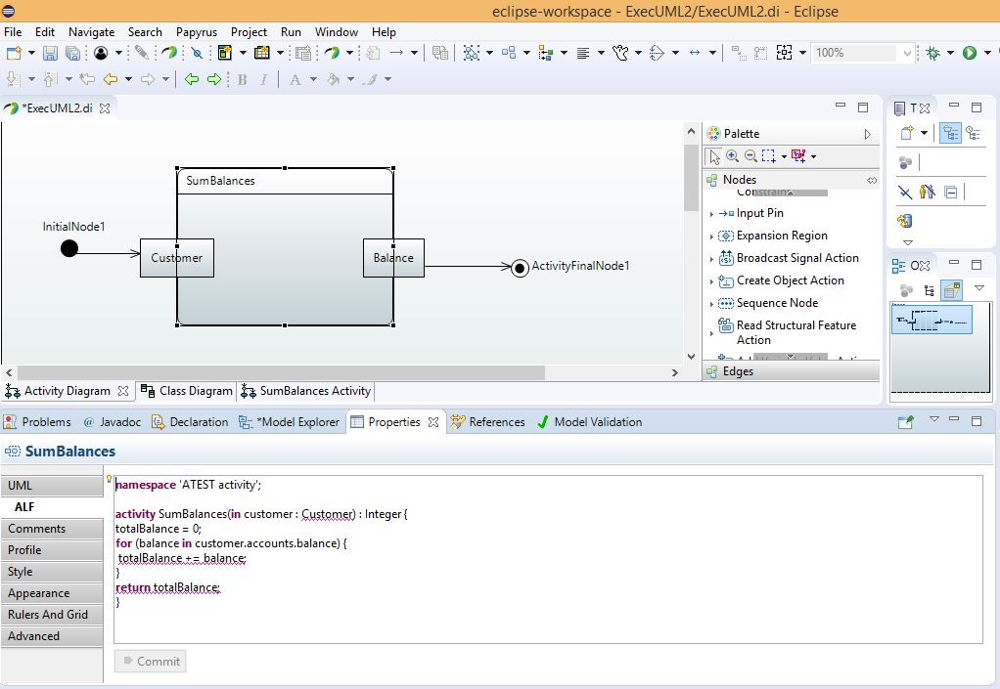 eclipse-workspace - ExecUML2/ExecUML2.di - Eclipse
File Edit Navigate Search Papyrus Project Run Window Help
100%
B I A
*ExecUML2.di
T
Palette
SumBalances
Nodes
InitialNode1
Input Pin
Customer
Balance
ActivityFinalNode1
Expansion Region
Broadcast Signal Action
Create Object Action
Sequence Node
Read Structural Feature
Action
O
Edges
Activity Diagram Class Diagram SumBalances Activity
Problems @ Javadoc Declaration *Model Explorer Properties References Model Validation
SumBalances
UML
ALF
Comments
Profile
Style
Appearance
Rulers And Grid
Advanced
namespace 'ATEST activity';
activity SumBalances(in customer : Customer) : Integer {
totalBalance = 0;
for (balance in customer.accounts.balance) {
totalBalance += balance;
}
return totalBalance;
}
Commit